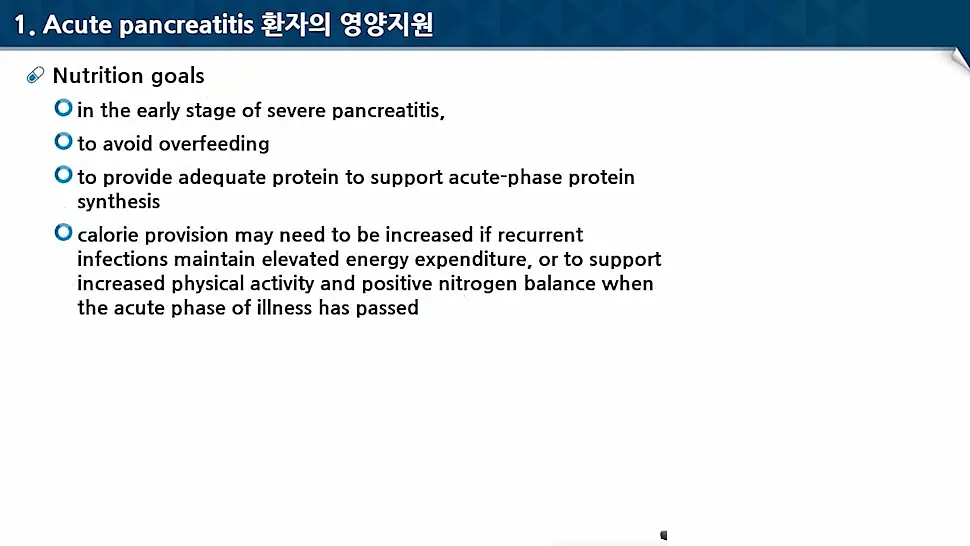 1. Acute pancreatitis 환자의 영양지원
Nutrition goals
in the early stage of severe pancreatitis,
to avoid overfeeding
to provide adequate protein to support acute-phase protein
synthesis
calorie provision may need to be increased if recurrent
infections maintain elevated energy expenditure, or to support
increased physical activity and positive nitrogen balance when
the acute phase of illness has passed